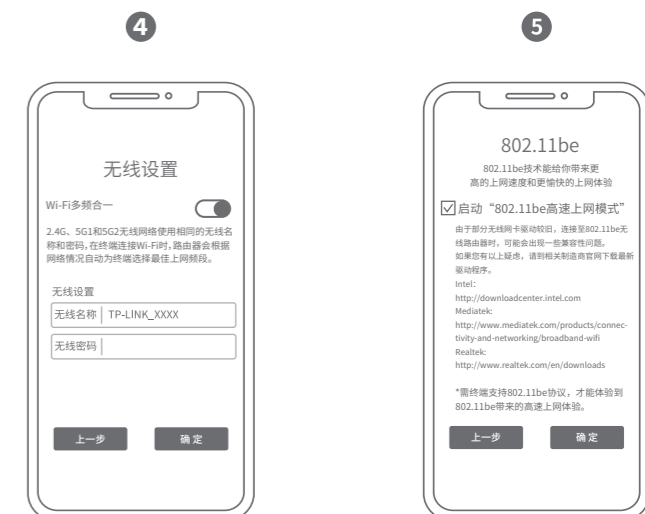 4
无线设置
Wi-Fi多频合一
2.4G、5G1和5G2无线网络使用相同的无线名
称和密码,在终端连接Wi-Fi时,路由器会根据
网络情况自动为终端选择最佳上网频段。
无线设置
无线名称 TP-LINK_XXXX
无线密码
上一步 确 定
5
802.11be
802.11be技术能给你带来更
高的上网速度和更愉快的上网体验
启动“802.11be高速上网模式”
由于部分无线网卡驱动较旧，连接至802.11be无
线路由器时，可能会出现一些兼容性问题。
如果您有以上疑虑，请到相关制造商官网下载最新
驱动程序。
Intel:
http://downloadcenter.intel.com
Mediatek:
http://www.mediatek.com/products/connec-
tivity-and-networking/broadband-wifi
Realtek:
http://www.realtek.com/en/downloads
*需终端支持802.11be协议，才能体验到
802.11be带来的高速上网体验。
上一步 确 定